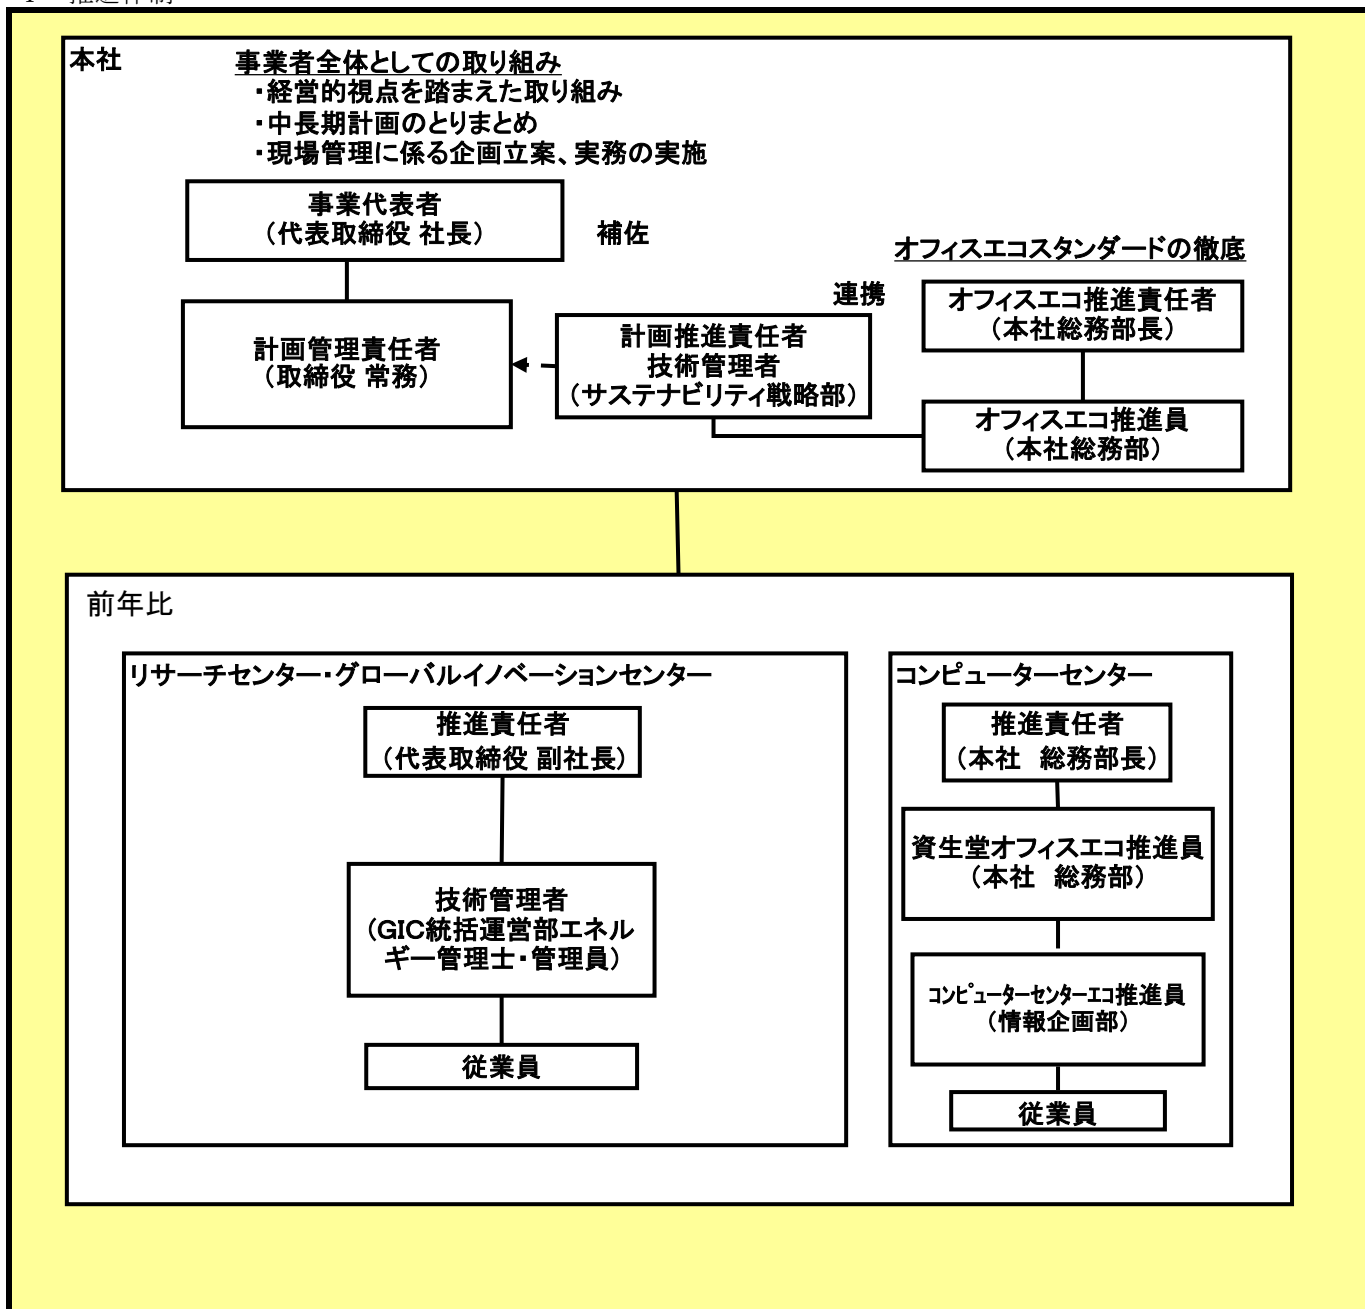 本社
事業者全体としての取り組み
・経営的視点を踏まえた取り組み
・中長期計画のとりまとめ
・現場管理に係る企画立案、実務の実施
事業代表者
（代表取締役 社長）
補佐
オフィスエコスタンダードの徹底
連携
オフィスエコ推進責任者
（本社総務部長）
計画管理責任者
（取締役 常務）
計画推進責任者
技術管理者
（サステナビリティ戦略部）
オフィスエコ推進員
（本社総務部）
前年比
リサーチセンター・グローバルイノベーションセンター
推進責任者
（代表取締役 副社長）
技術管理者
（GIC統括運営部エネル
ギー管理士・管理員）
従業員
コンピューターセンター
推進責任者
（本社　総務部長）
資生堂オフィスエコ推進員
（本社　総務部）
ｺﾝﾋﾟｭｰﾀｰｾﾝﾀｰエコ推進員
（情報企画部）
従業員